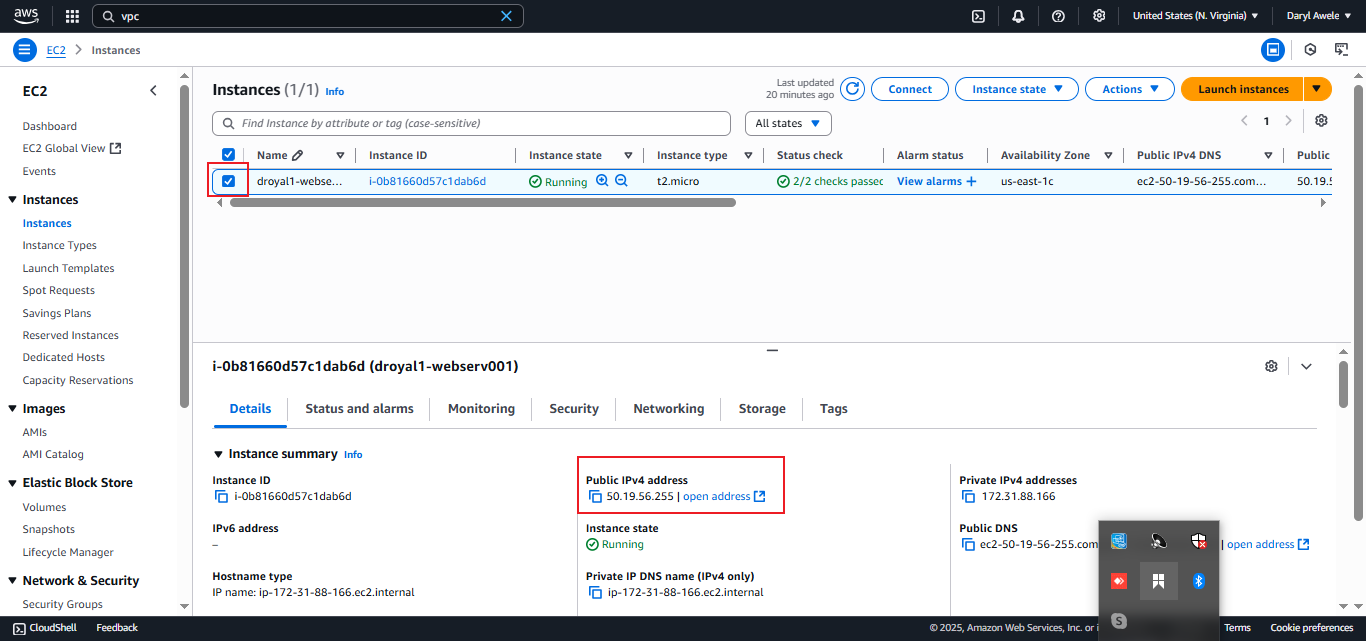 aws
vpc
United States (N. Virginia)
Daryl Awele
EC2
Instances
EC2
Dashboard
EC2 Global View
Events
Instances
Instances
Instance Types
Launch Templates
Spot Requests
Savings Plans
Reserved Instances
Dedicated Hosts
Capacity Reservations
Images
AMIs
AMI Catalog
Elastic Block Store
Volumes
Snapshots
Lifecycle Manager
Network & Security
Security Groups
Instances (1/1) Info
Last updated
20 minutes ago
Connect
Instance state
Actions
Launch instances
Find Instance by attribute or tag (case-sensitive)
All states
1
Name Instance ID Instance state Instance type Status check Alarm status Availability Zone Public IPv4 DNS Public
droyal1-webse... i-0b81660d57c1dab6d Running t2.micro 2/2 checks passed View alarms + us-east-1c ec2-50-19-56-255.com... 50.19.5
i-0b81660d57c1dab6d (droyal1-webserv001)
Details Status and alarms Monitoring Security Networking Storage Tags
Instance summary Info
Instance ID
i-0b81660d57c1dab6d
IPv6 address
–
Hostname type
IP name: ip-172-31-88-166.ec2.internal
Public IPv4 address
50.19.56.255 | open address
Instance state
Running
Private IP DNS name (IPv4 only)
ip-172-31-88-166.ec2.internal
Private IPv4 addresses
172.31.88.166
Public DNS
ec2-50-19-56-255.com
| open address
S
CloudShell
Feedback
© 2025, Amazon Web Services, Inc. or i
Terms
Cookie preferences